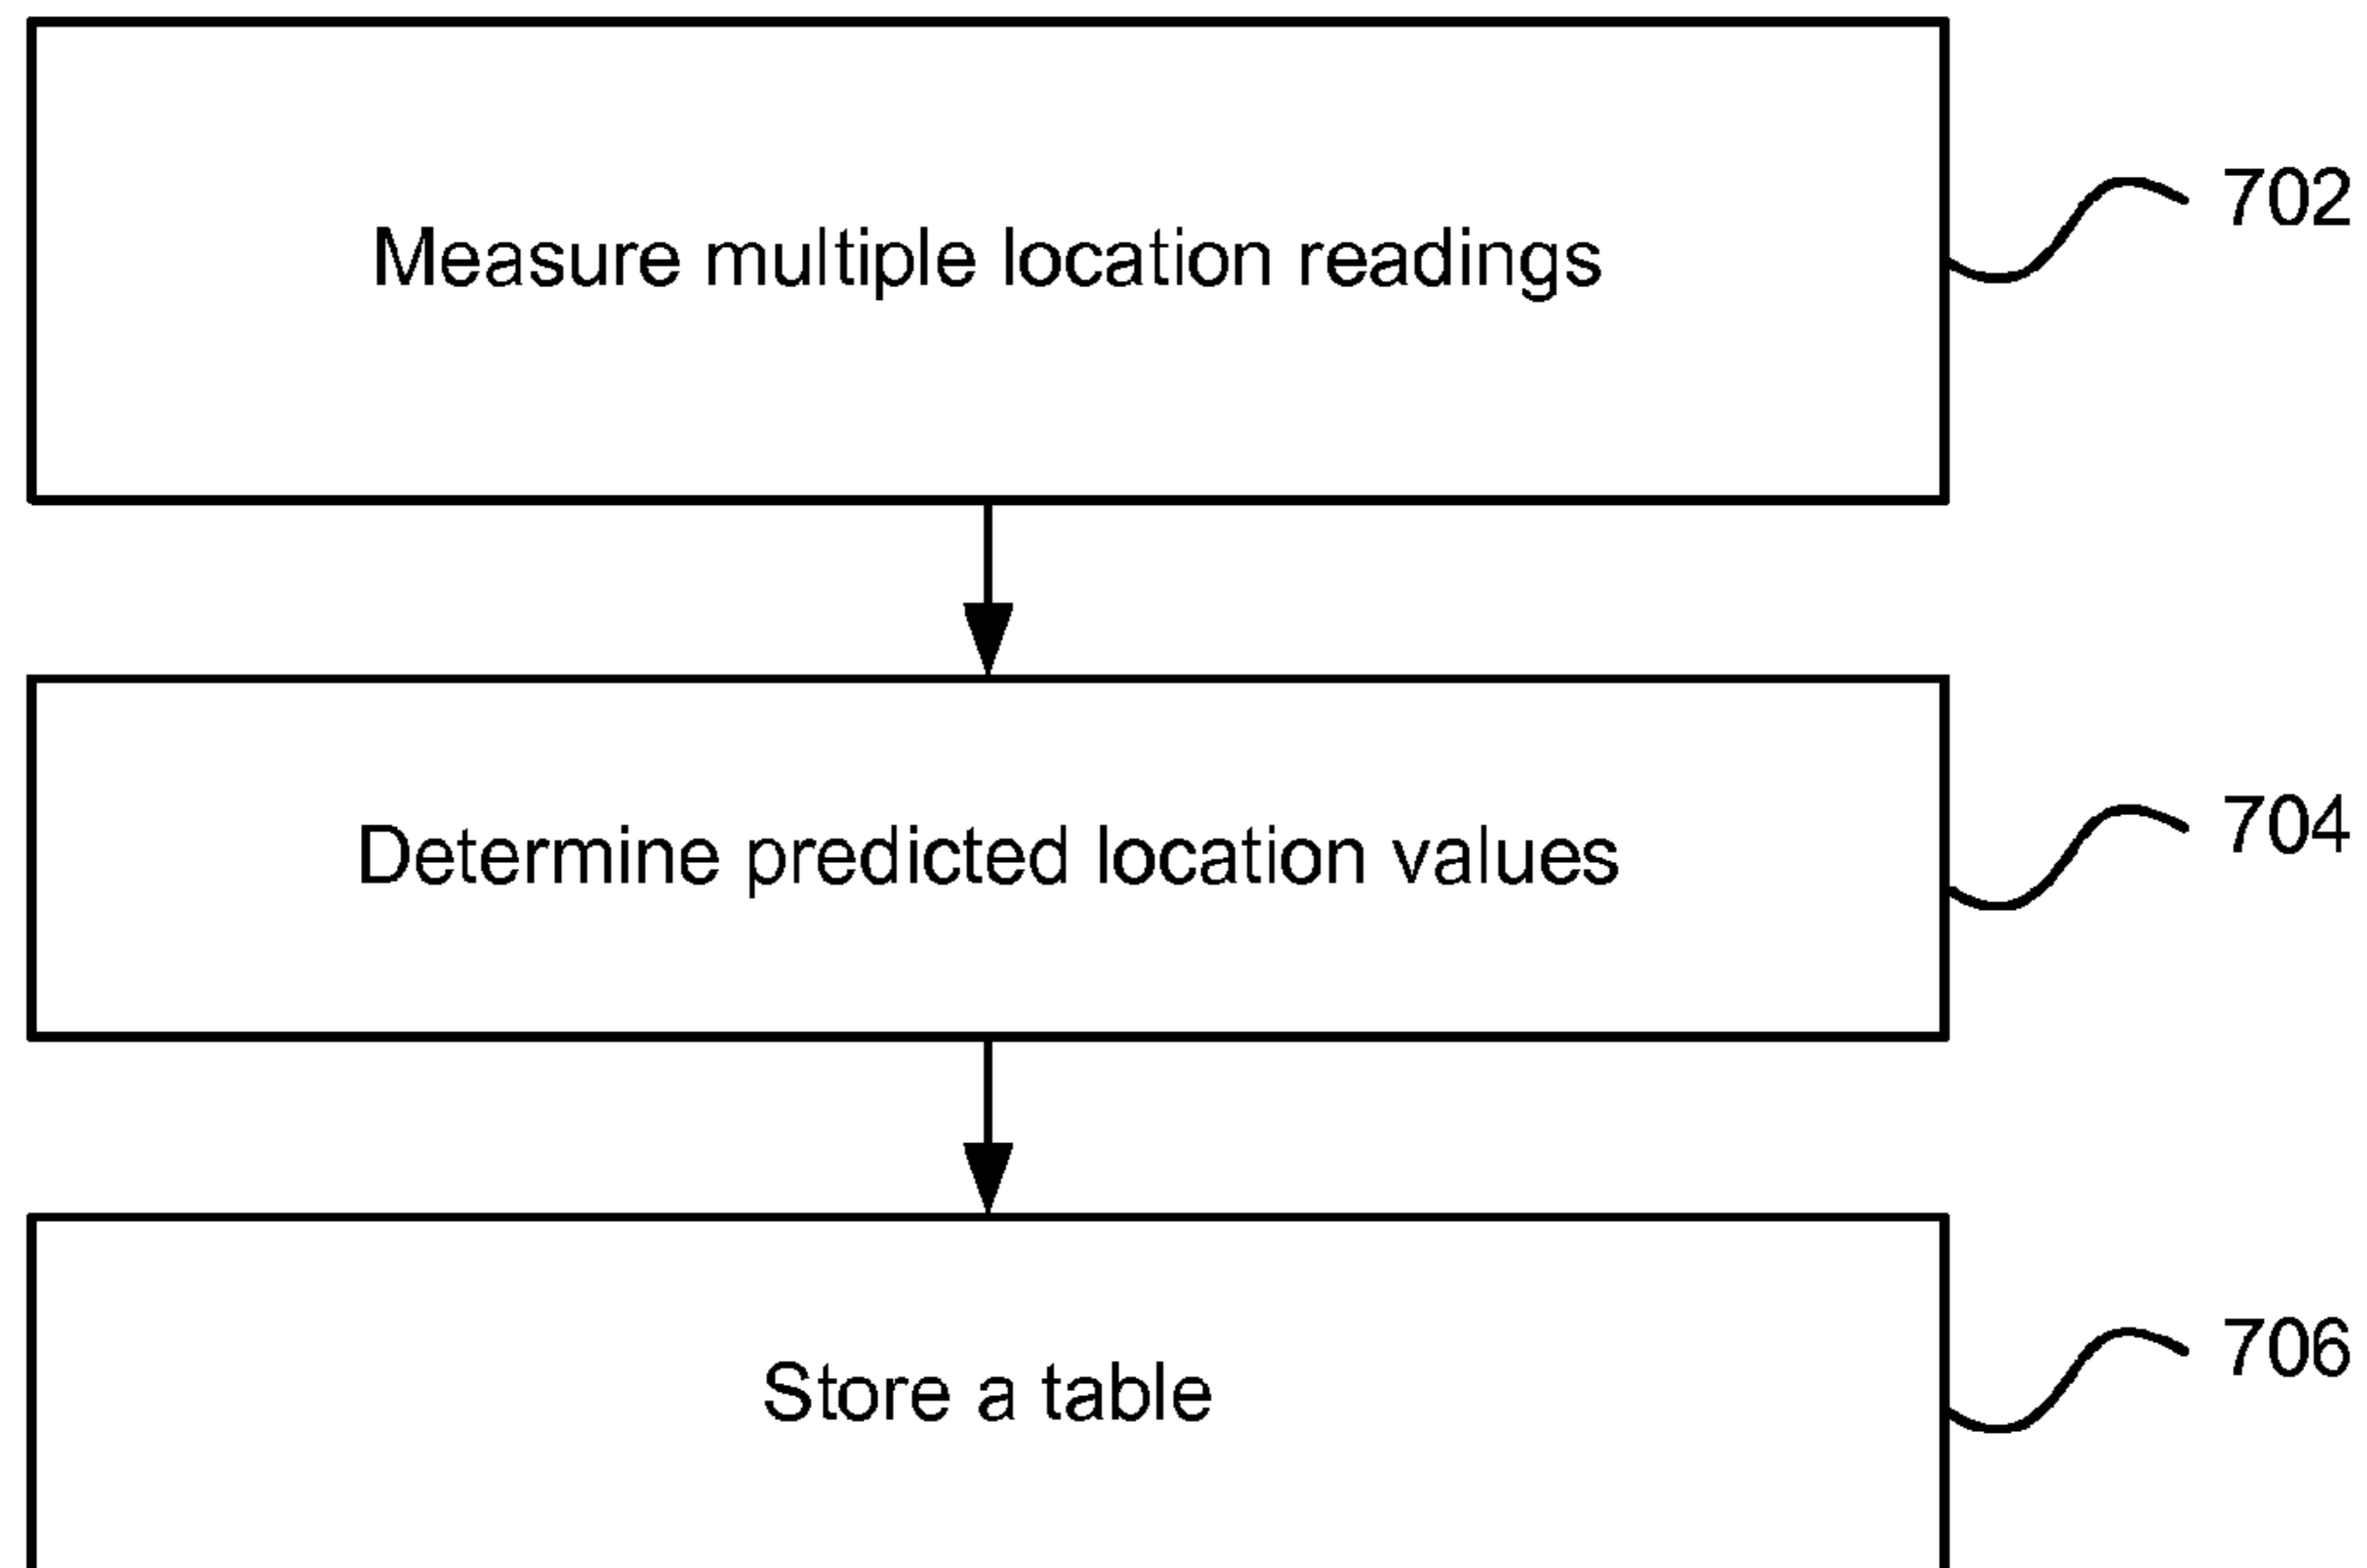 Measure multiple location readings
702
Determine predicted location values
704
Store a table
706